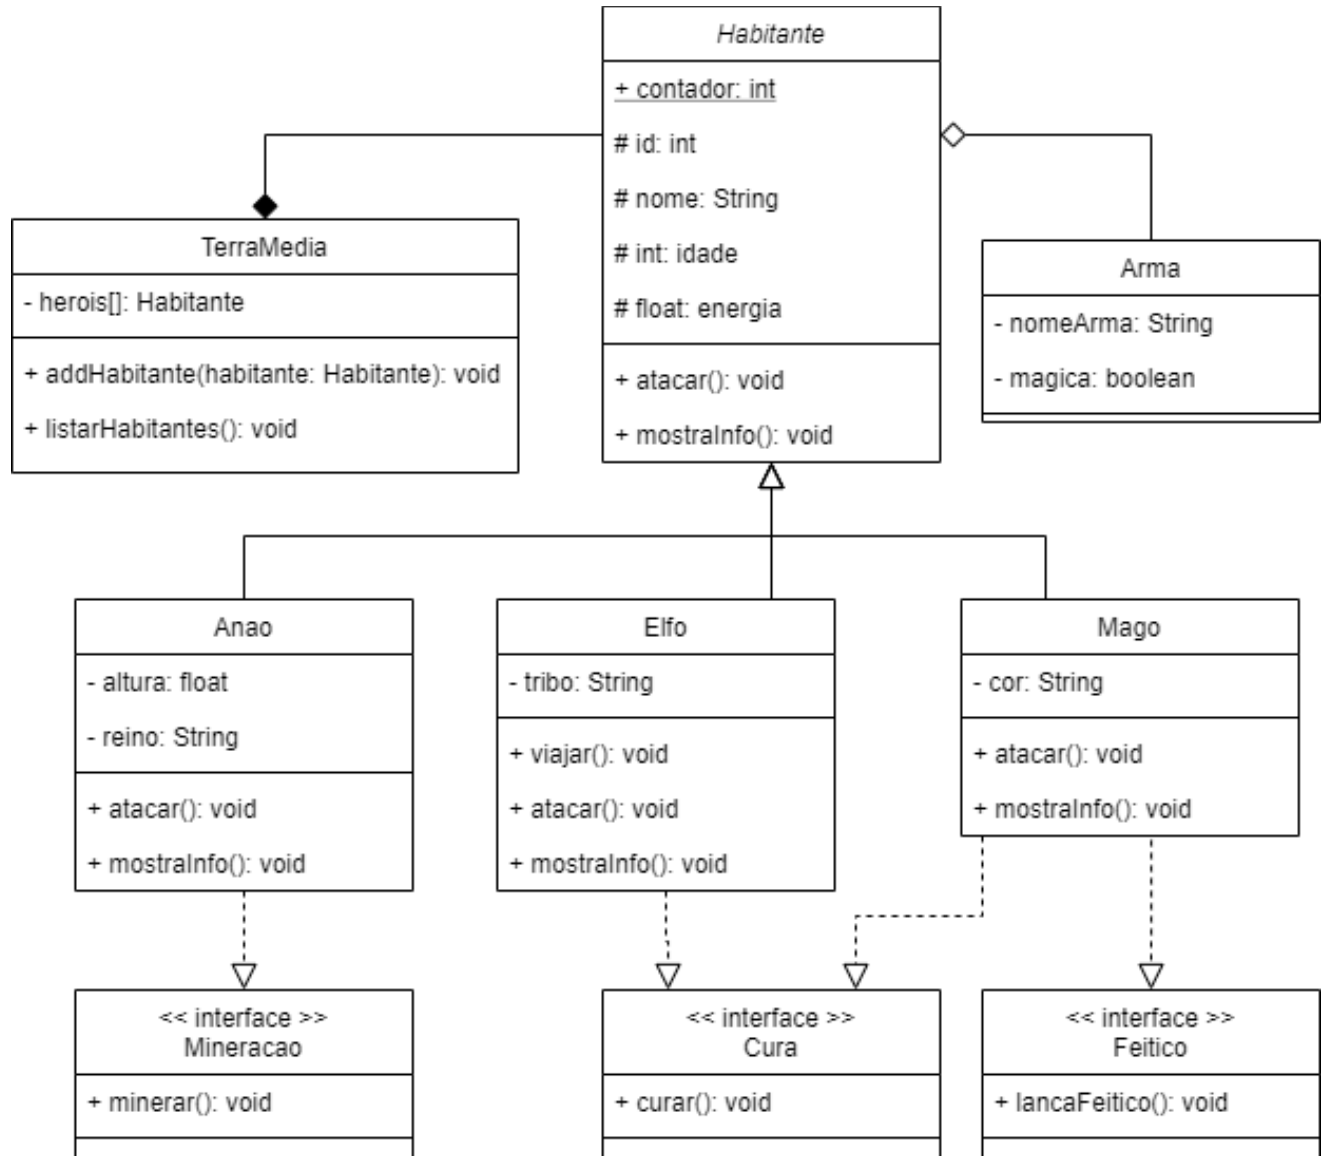 Habitante
+ contador: int
# id: int
# nome: String
# int: idade
# float: energia
+ atacar(): void
+ mostraInfo(): void
TerraMedia
- herois[]: Habitante
+ addHabitante(habitante: Habitante): void
+ listarHabitantes(): void
Arma
- nomeArma: String
- magica: boolean
Anao
- altura: float
- reino: String
+ atacar(): void
+ mostraInfo(): void
Elfo
- tribo: String
+ viajar(): void
+ atacar(): void
+ mostraInfo(): void
Mago
- cor: String
+ atacar(): void
+ mostraInfo(): void
<< interface >>
Mineracao
+ minerar(): void
<< interface >>
Cura
+ curar(): void
<< interface >>
Feitico
+ lancaFeitico(): void